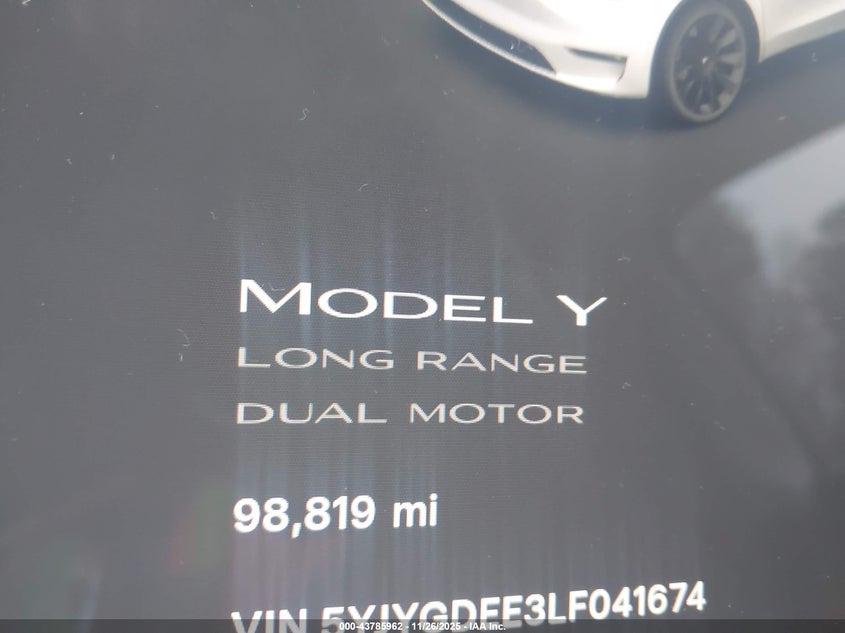 MODEL Y
LONG RANGE
DUAL MOTOR
98,819 mi
VIN 5YJYGDEE3LF041674
000-43785962 - 11/26/2025 - IAA Inc.